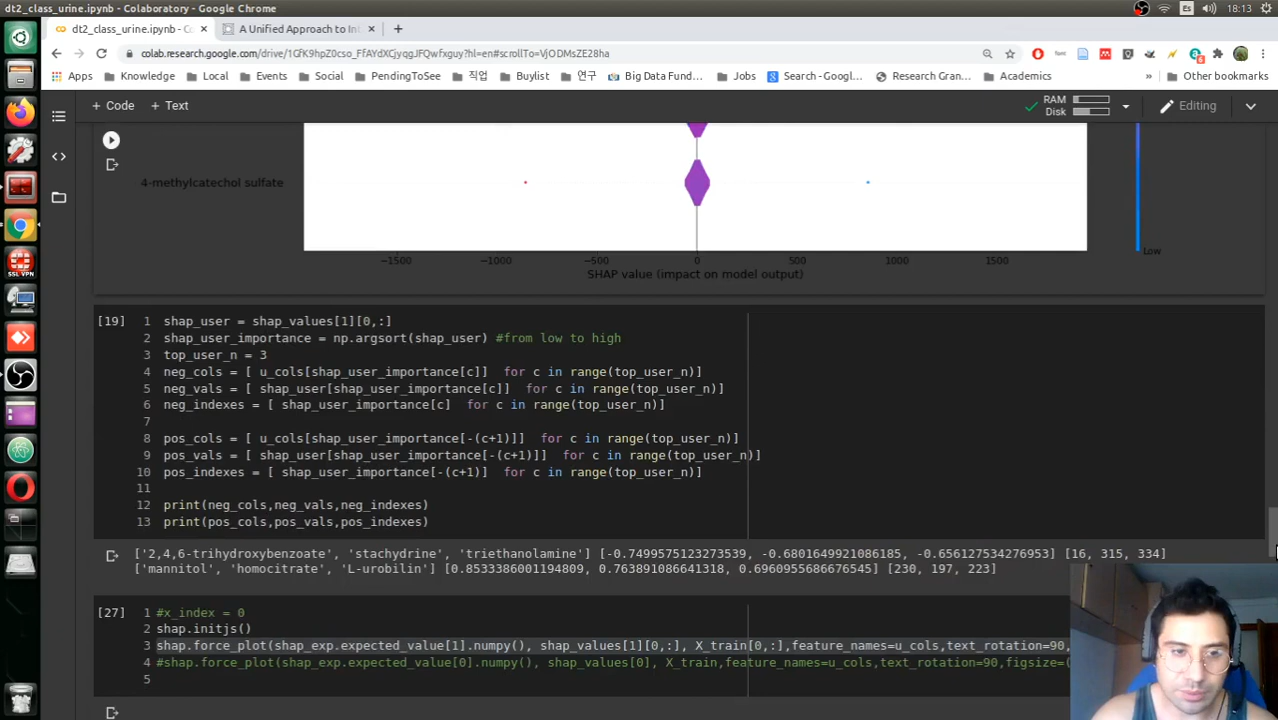 dt2_class_urine.ipynb - Colaboratory - Google Chrome
Es
18:13
dt2_class_urine.ipynb - Co
A Unified Approach to Int
colab.research.google.com/drive/
?hl=en#scrollTo=VjODMsZE28ha
Apps
Knowledge
Local
Events
Social
PendingToSee
직업
Buylist
연구
Big Data Fund...
Jobs
Search - Googl...
Research Gran...
Academics
»
Other bookmarks
+ Code + Text
RAM
Disk
Editing
4-methylcatechol sulfate
Low
−1500 −1000 −500 0 500 1000 1500
SHAP value (impact on model output)
[19]
1 shap_user = shap_values[1][0,:]
2 shap_user_importance = np.argsort(shap_user) #from low to high
3 top_user_n = 3
4 neg_cols = [ u_cols[shap_user_importance[c]] for c in range(top_user_n)]
5 neg_vals = [ shap_user[shap_user_importance[c]] for c in range(top_user_n)]
6 neg_indexes = [ shap_user_importance[c] for c in range(top_user_n)]
7
8 pos_cols = [ u_cols[shap_user_importance[-(c+1)]] for c in range(top_user_n)]
9 pos_vals = [ shap_user[shap_user_importance[-(c+1)]] for c in range(top_user_n)]
10 pos_indexes = [ shap_user_importance[-(c+1)] for c in range(top_user_n)]
11
12 print(neg_cols,neg_vals,neg_indexes)
13 print(pos_cols,pos_vals,pos_indexes)
['2,4,6-trihydroxybenzoate', 'stachydrine', 'triethanolamine'] [-0.7499575123273539, -0.6801649921086185, -0.656127534276953] [16, 315, 334]
['mannitol', 'homocitrate', 'L-urobilin'] [0.8533386001194809, 0.763891086641318, 0.6960955686676545] [230, 197, 223]
[27]
1 #x_index = 0
2 shap.initjs()
3 shap.force_plot(shap_exp.expected_value[1].numpy(), shap_values[1][0,:], X_train[0,:],feature_names=u_cols,text_rotation=90,
4 #shap.force_plot(shap_exp.expected_value[0].numpy(), shap_values[0], X_train,feature_names=u_cols,text_rotation=90,figsize=(
5